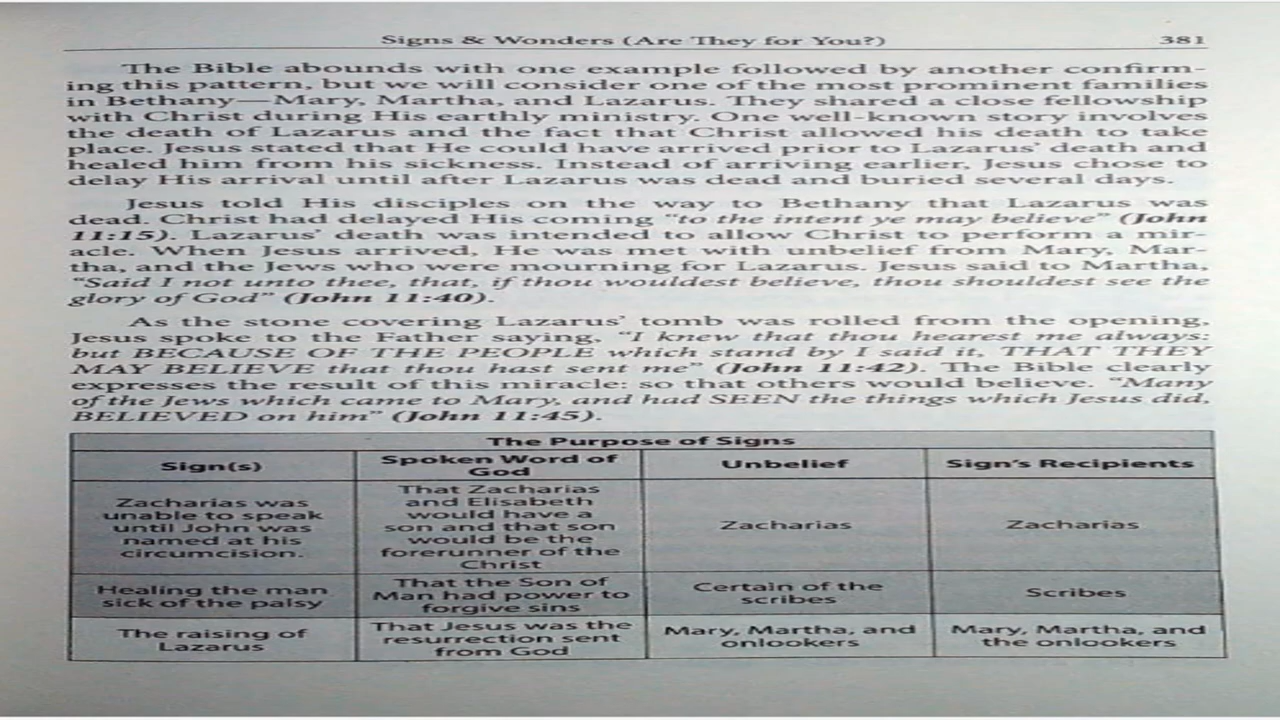 Signs & Wonders (Are They for You?) 381
The Bible abounds with one example followed by another confirm-
ing this pattern, but we will consider one of the most prominent families
in Bethany—Mary, Martha, and Lazarus. They shared a close fellowship
with Christ during His earthly ministry. One well-known story involves
the death of Lazarus and the fact that Christ allowed his death to take
place. Jesus stated that He could have arrived prior to Lazarus' death and
healed him from his sickness. Instead of arriving earlier, Jesus chose to
delay His arrival until after Lazarus was dead and buried several days.
Jesus told His disciples on the way to Bethany that Lazarus was
dead. Christ had delayed His coming "to the intent ye may believe" (John
11:15). Lazarus' death was intended to allow Christ to perform a mir-
acle. When Jesus arrived, He was met with unbelief from Mary, Mar-
tha, and the Jews who were mourning for Lazarus. Jesus said to Martha,
"Said I not unto thee, that, if thou wouldest believe, thou shouldest see the
glory of God" (John 11:40).
As the stone covering Lazarus' tomb was rolled from the opening,
Jesus spoke to the Father saying, "I knew that thou hearest me always:
but BECAUSE OF THE PEOPLE which stand by I said it, THAT THEY
MAY BELIEVE that thou hast sent me" (John 11:42). The Bible clearly
expresses the result of this miracle: so that others would believe. "Many
of the Jews which came to Mary, and had SEEN the things which Jesus did,
BELIEVED on him" (John 11:45).
The Purpose of Signs
Sign(s)
Spoken Word of
God
Unbelief
Sign's Recipients
Zacharias was
unable to speak
until John was
named at his
circumcision.
That Zacharias
and Elisabeth
would have a
son and that son
would be the
forerunner of the
Christ
Zacharias
Zacharias
Healing the man
sick of the palsy
That the Son of
Man had power to
forgive sins
Certain of the
scribes
Scribes
The raising of
Lazarus
That Jesus was the
resurrection sent
from God
Mary, Martha, and
onlookers
Mary, Martha, and
the onlookers